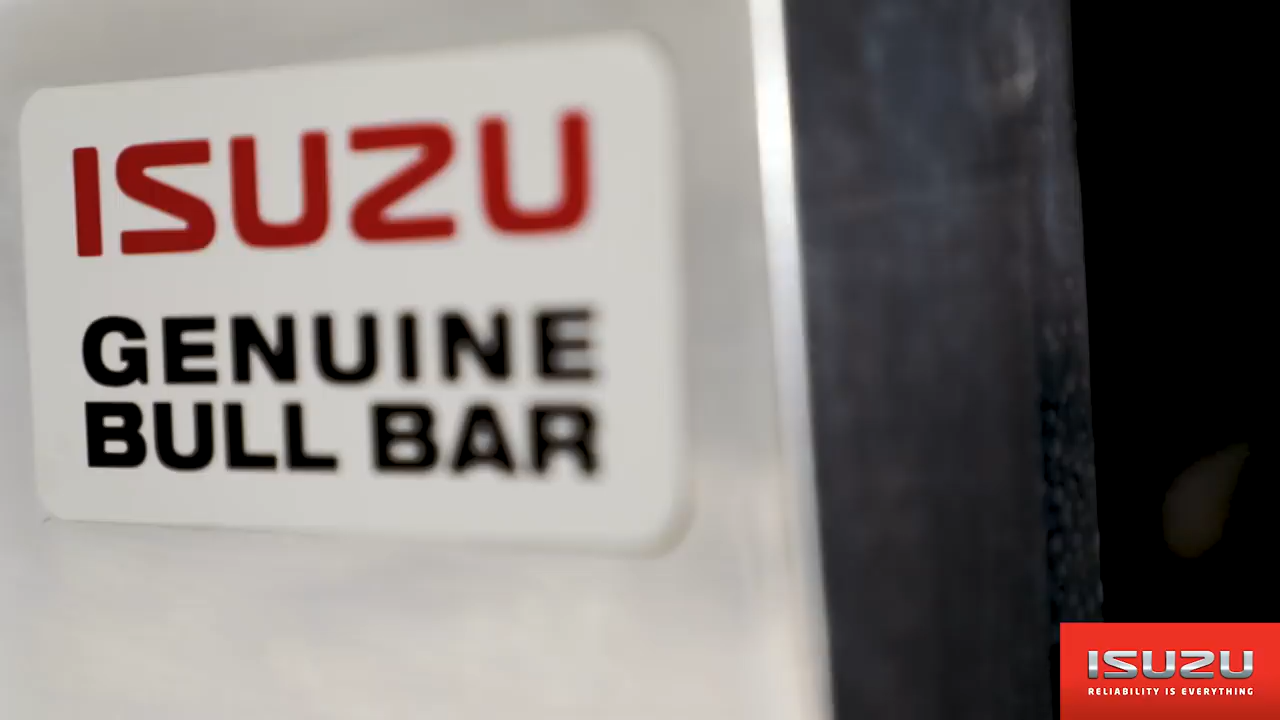 ISUZU
GENUINE
BULL BAR
ISUZU
RELIABILITY IS EVERYTHING